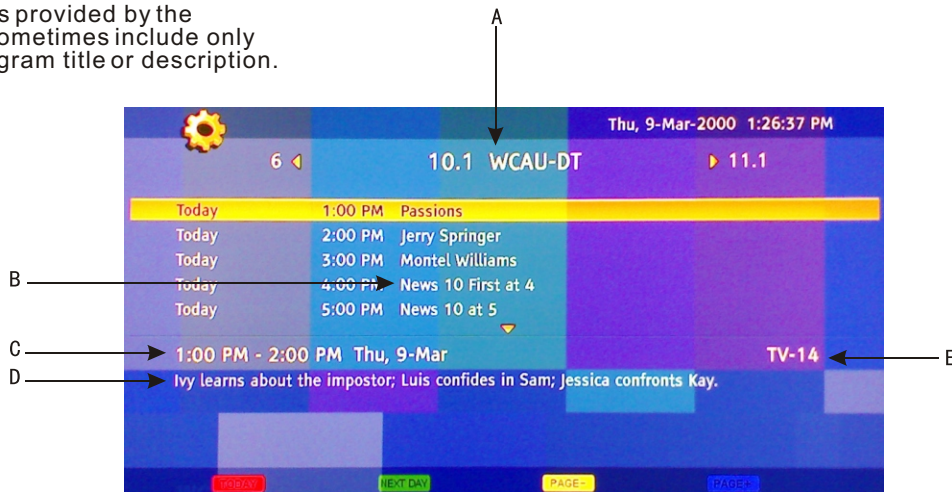 s provided by the
ometimes include only
gram title or description.
A
Thu, 9-Mar-2000 1:26:37 PM
6 10.1 WCAU-DT 11.1
Today 1:00 PM Passions
Today 2:00 PM Jerry Springer
Today 3:00 PM Montel Williams
B Today 4:00 PM News 10 First at 4
Today 5:00 PM News 10 at 5
C 1:00 PM - 2:00 PM Thu, 9-Mar TV-14 E
D Ivy learns about the impostor; Luis confides in Sam; Jessica confronts Kay.
TODAY NEXT DAY PAGE- PAGE+